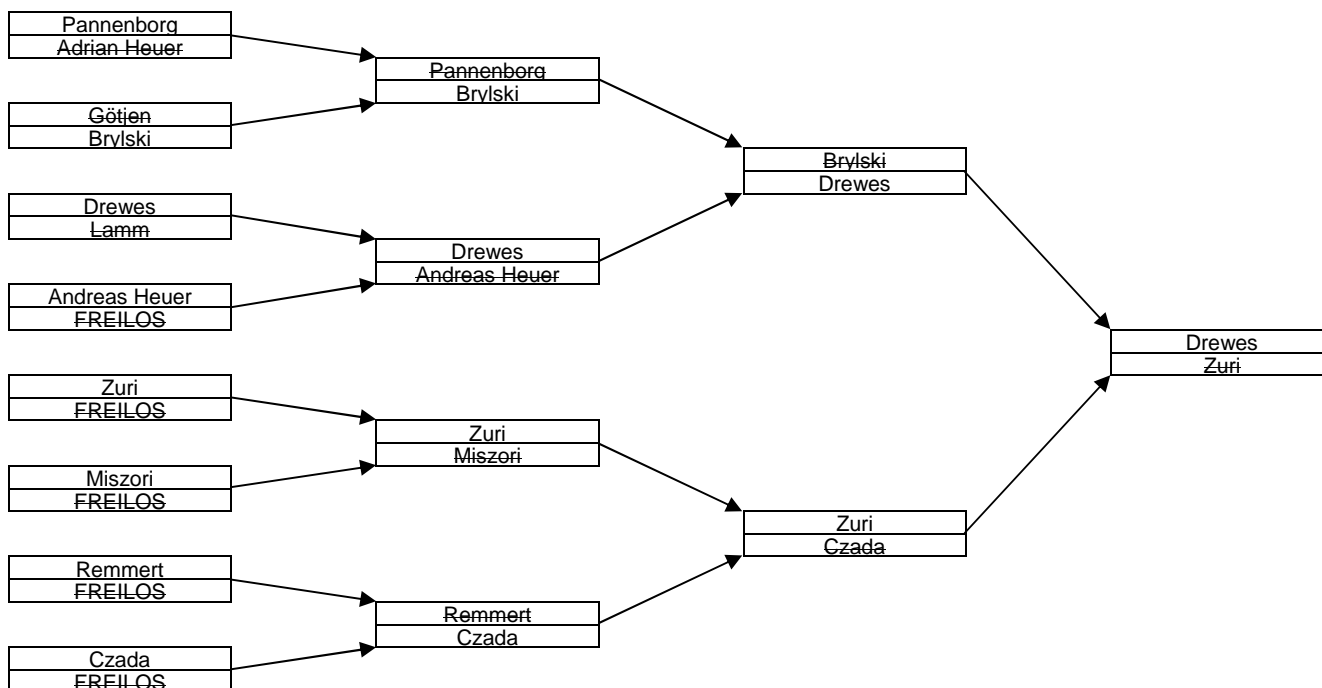 Pannenborg
Adrian Heuer
Götjen
Brylski
Drewes
Lamm
Andreas Heuer
FREILOS
Zuri
FREILOS
Miszori
FREILOS
Remmert
FREILOS
Czada
FREILOS
Pannenborg
Brylski
Drewes
Andreas Heuer
Zuri
Miszori
Remmert
Czada
Brylski
Drewes
Zuri
Czada
Drewes
Zuri